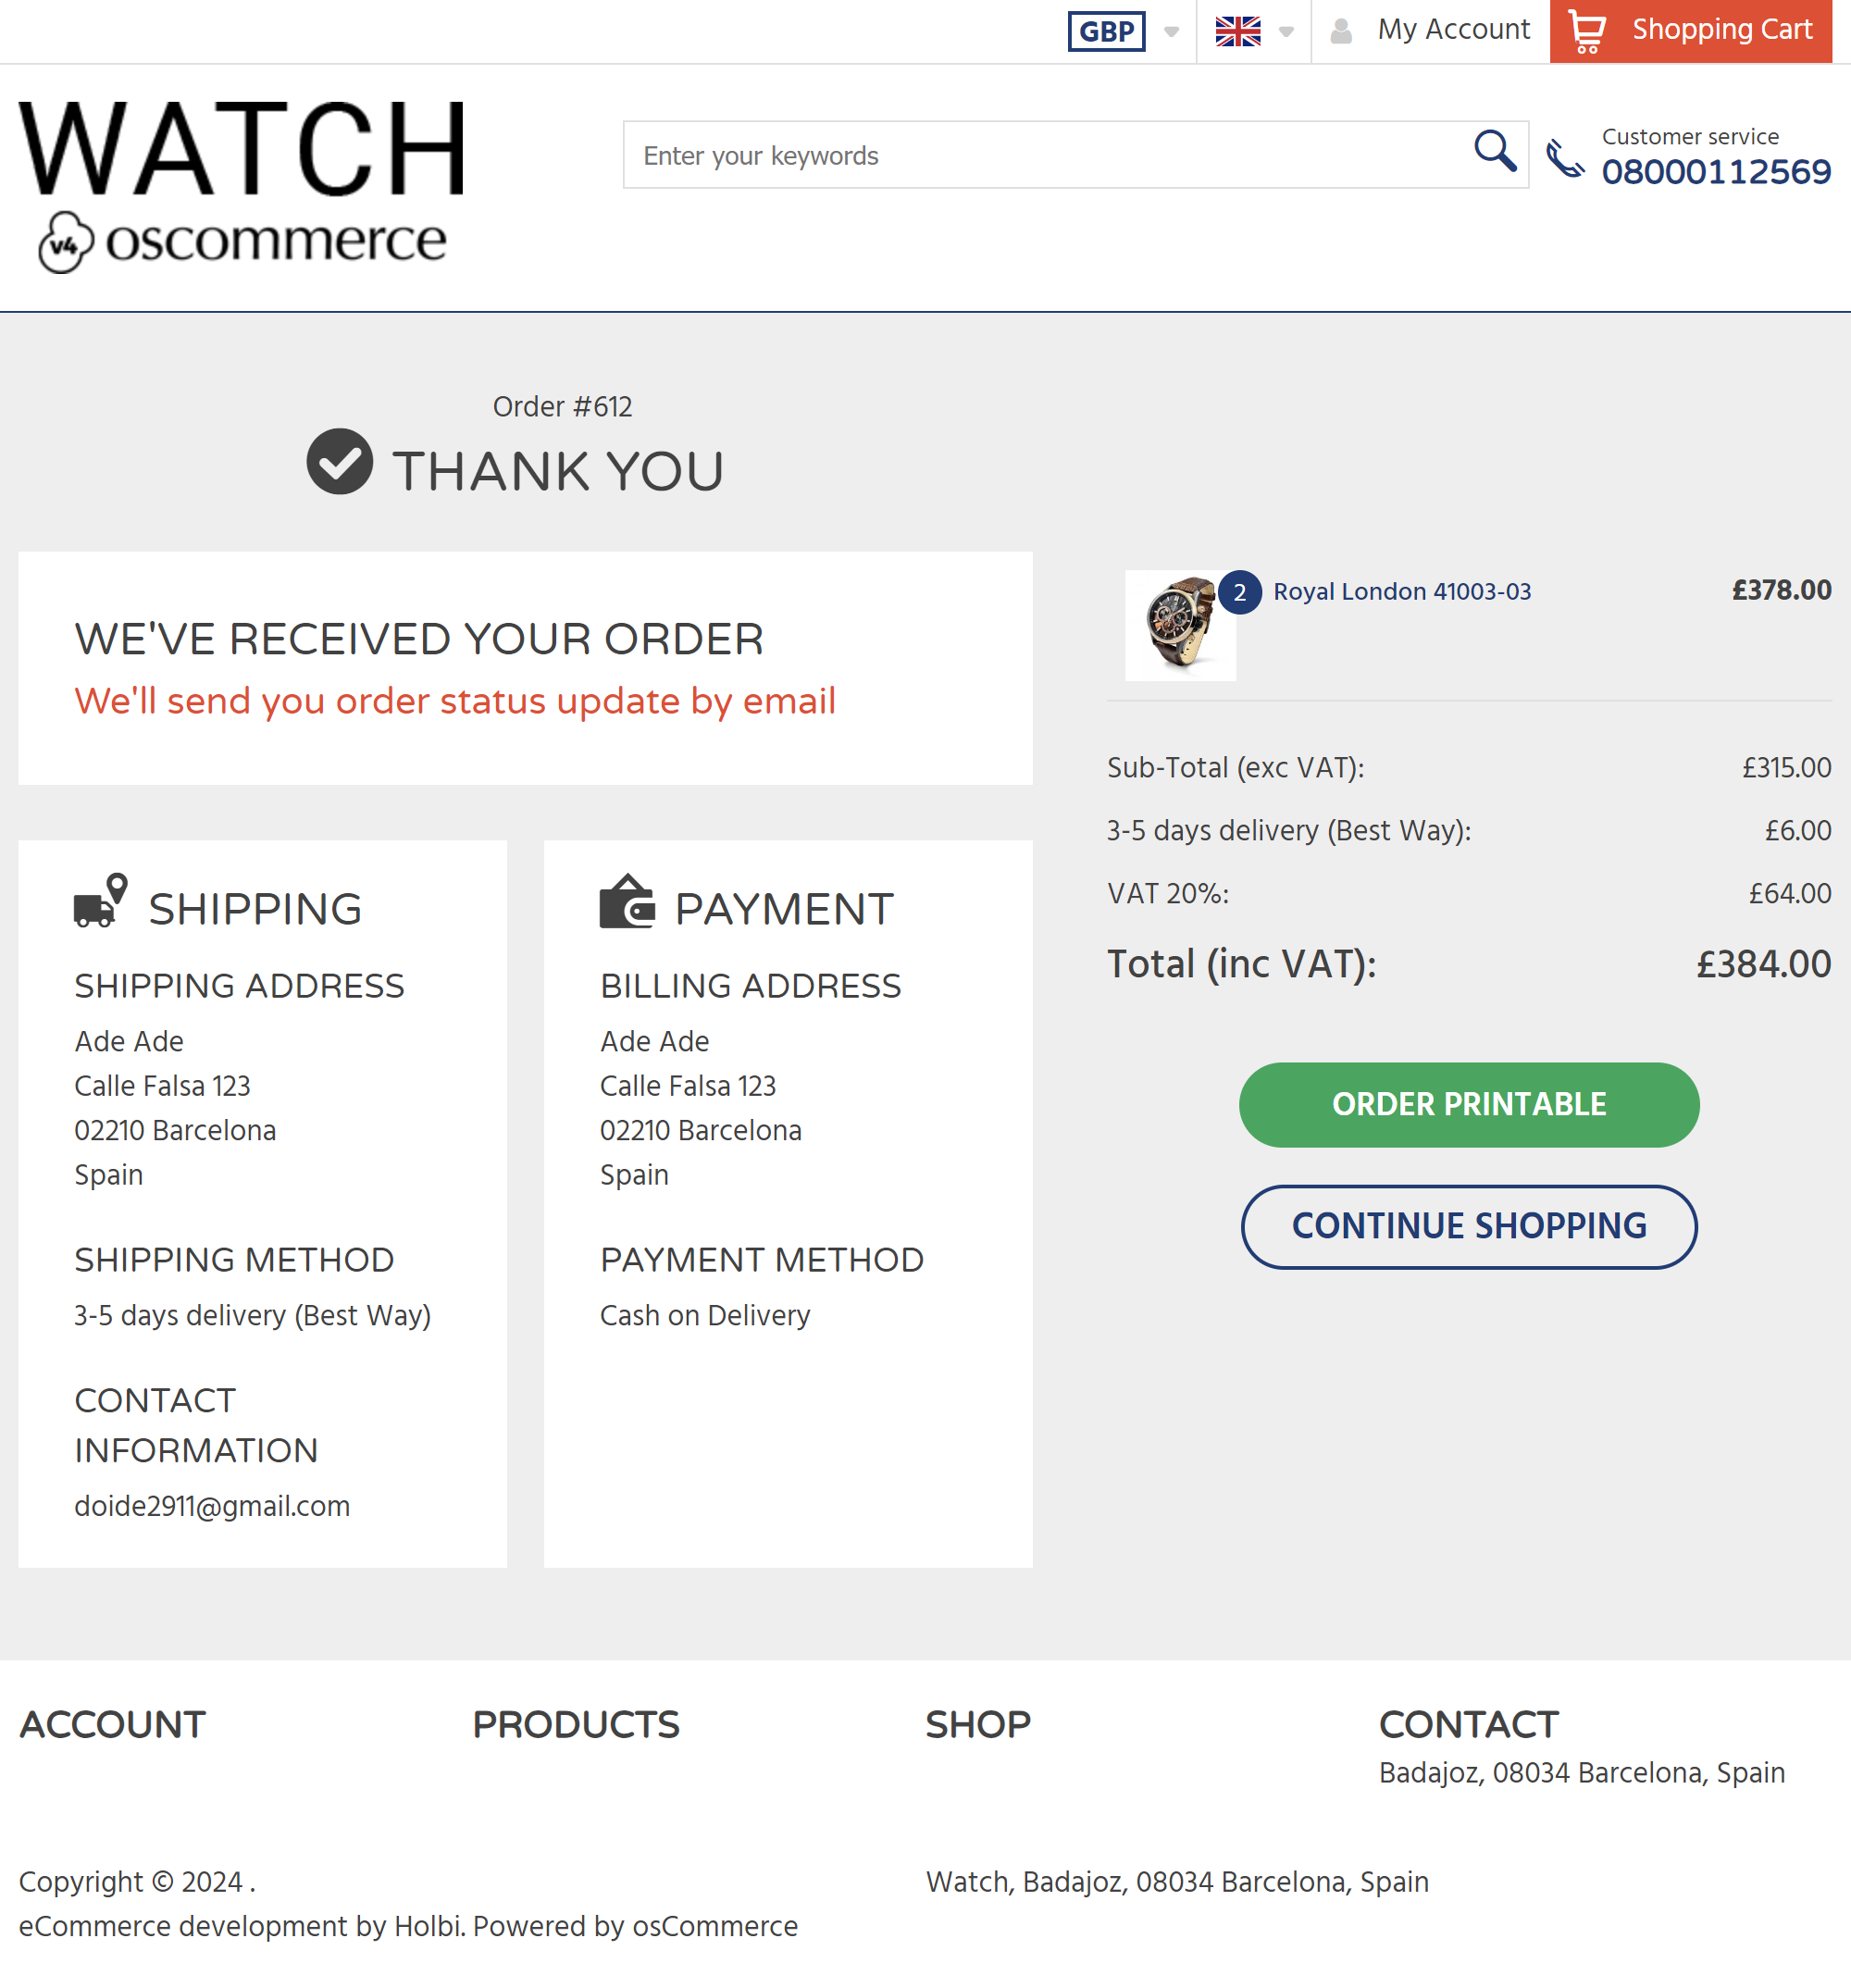 GBP
My Account
Shopping Cart
WATCH
v4 oscommerce
Enter your keywords
Customer service
08000112569
Order #612
THANK YOU
WE'VE RECEIVED YOUR ORDER
We'll send you order status update by email
SHIPPING
SHIPPING ADDRESS
Ade Ade
Calle Falsa 123
02210 Barcelona
Spain
SHIPPING METHOD
3-5 days delivery (Best Way)
CONTACT
INFORMATION
doide2911@gmail.com
PAYMENT
BILLING ADDRESS
Ade Ade
Calle Falsa 123
02210 Barcelona
Spain
PAYMENT METHOD
Cash on Delivery
2 Royal London 41003-03 £378.00
Sub-Total (exc VAT): £315.00
3-5 days delivery (Best Way): £6.00
VAT 20%: £64.00
Total (inc VAT): £384.00
ORDER PRINTABLE
CONTINUE SHOPPING
ACCOUNT
PRODUCTS
SHOP
CONTACT
Badajoz, 08034 Barcelona, Spain
Copyright © 2024 .
eCommerce development by Holbi. Powered by osCommerce
Watch, Badajoz, 08034 Barcelona, Spain